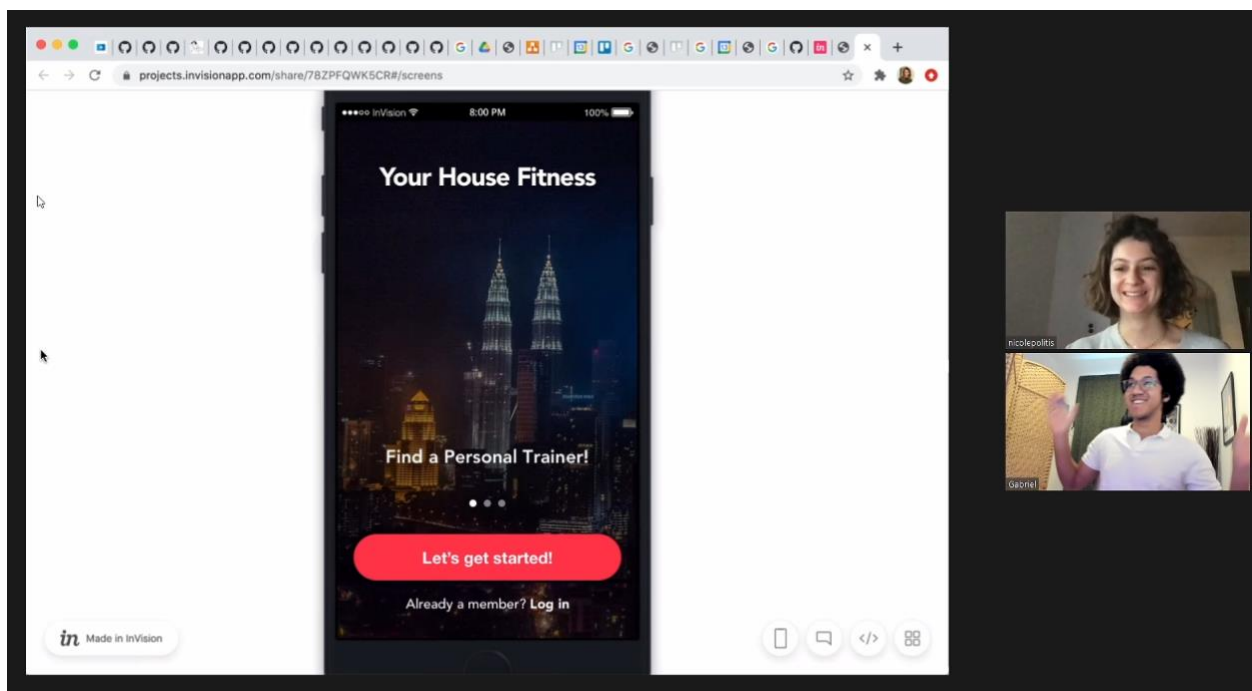 projects.invisionapp.com/share/78ZPFQWK5CR#/screens
InVision 8:00 PM 100%
Your House Fitness
Find a Personal Trainer!
Let's get started!
Already a member? Log in
in Made in InVision
</>
nicolepolitis
Gabriel